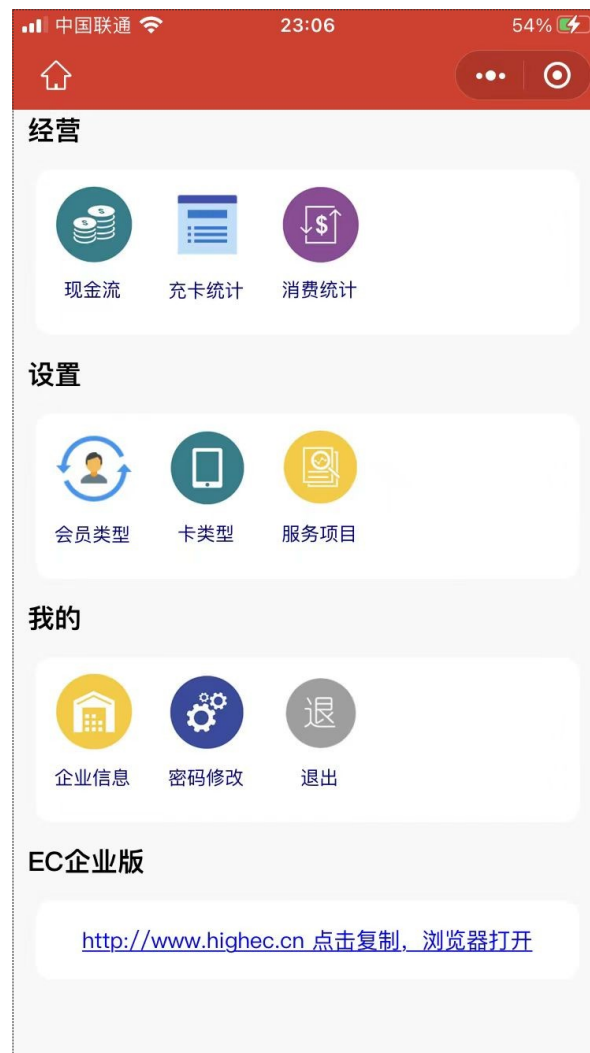 中国联通 23:06 54%
经营
现金流 充卡统计 消费统计
设置
会员类型 卡类型 服务项目
我的
退
企业信息 密码修改 退出
EC企业版
http://www.highec.cn 点击复制，浏览器打开